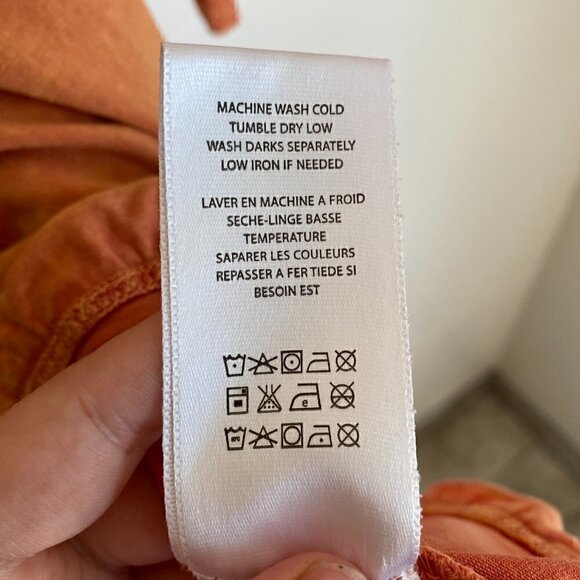 MACHINE WASH COLD
TUMBLE DRY LOW
WASH DARKS SEPARATELY
LOW IRON IF NEEDED
LAVER EN MACHINE A FROID
SECHE-LINGE BASSE
TEMPERATURE
SAPARER LES COULEURS
REPASSER A FER TIEDE SI
BESOIN EST
e